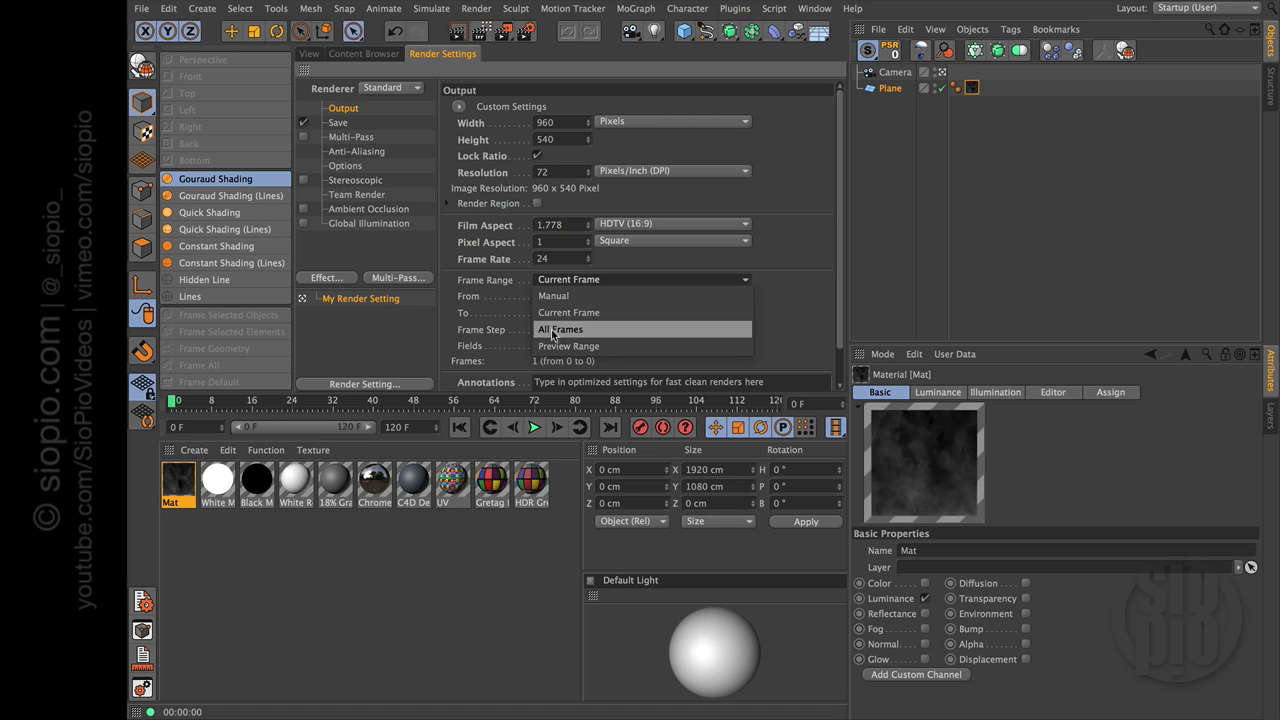 File Edit Create Select Tools Mesh Snap Animate Simulate Render Sculpt Motion Tracker MoGraph Character Plugins Script Window Help
Layout: Startup (User)
X Y Z
PSR
File Edit View Objects Tags Bookmarks
Camera
Plane
Objects
Structure
Perspective
Front
Top
Left
Right
Back
Bottom
Gouraud Shading
Gouraud Shading (Lines)
Quick Shading
Quick Shading (Lines)
Constant Shading
Constant Shading (Lines)
Hidden Line
Lines
Frame Selected Objects
Frame Selected Elements
Frame Geometry
Frame All
Frame Default
View Content Browser Render Settings
Renderer Standard
Output
Save
Multi-Pass
Anti-Aliasing
Options
Stereoscopic
Team Render
Ambient Occlusion
Global Illumination
Effect... Multi-Pass...
My Render Setting
Render Setting...
Output
Custom Settings
Width 960 Pixels
Height 540
Lock Ratio
Resolution 72 Pixels/Inch (DPI)
Image Resolution: 960 x 540 Pixel
Render Region
Film Aspect 1.778 HDTV (16:9)
Pixel Aspect 1 Square
Frame Rate 24
Frame Range Current Frame
From Manual
To Current Frame
Frame Step All Frames
Fields Preview Range
Frames: 1 (from 0 to 0)
Annotations Type in optimized settings for fast clean renders here
0 8 16 24 32 40 48 56 64 72 80 88 96 104 112 0 F
0 F 0 F 120 F 120 F
Create Edit Function Texture
Mat White M Black M White R 18% Gra Chrome C4D De UV Gretag HDR Gre
Position Size Rotation
X 0 cm X 1920 cm H 0 °
Y 0 cm Y 1080 cm P 0 °
Z 0 cm Z 0 cm B 0 °
Object (Rel) Size Apply
Default Light
Mode Edit User Data
Attributes
Layers
Material [Mat]
Basic Luminance Illumination Editor Assign
Basic Properties
Name Mat
Layer
Color Diffusion
Luminance Transparency
Reflectance Environment
Fog Bump
Normal Alpha
Glow Displacement
Add Custom Channel
00:00:00
© siopio.com | @_siopio_
youtube.com/SioPioVideos | vimeo.com/siopio